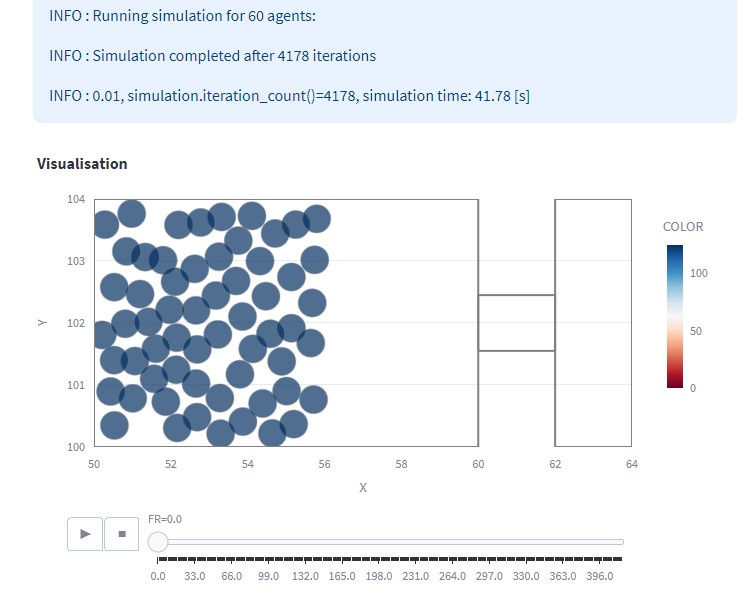 INFO : Running simulation for 60 agents:
INFO : Simulation completed after 4178 iterations
INFO : 0.01, simulation.iteration_count()=4178, simulation time: 41.78 [s]
Visualisation
104
103
102
101
100
Y
50 52 54 56 58 60 62 64
X
COLOR
100
50
0
FR=0.0
0.0 33.0 66.0 99.0 132.0 165.0 198.0 231.0 264.0 297.0 330.0 363.0 396.0